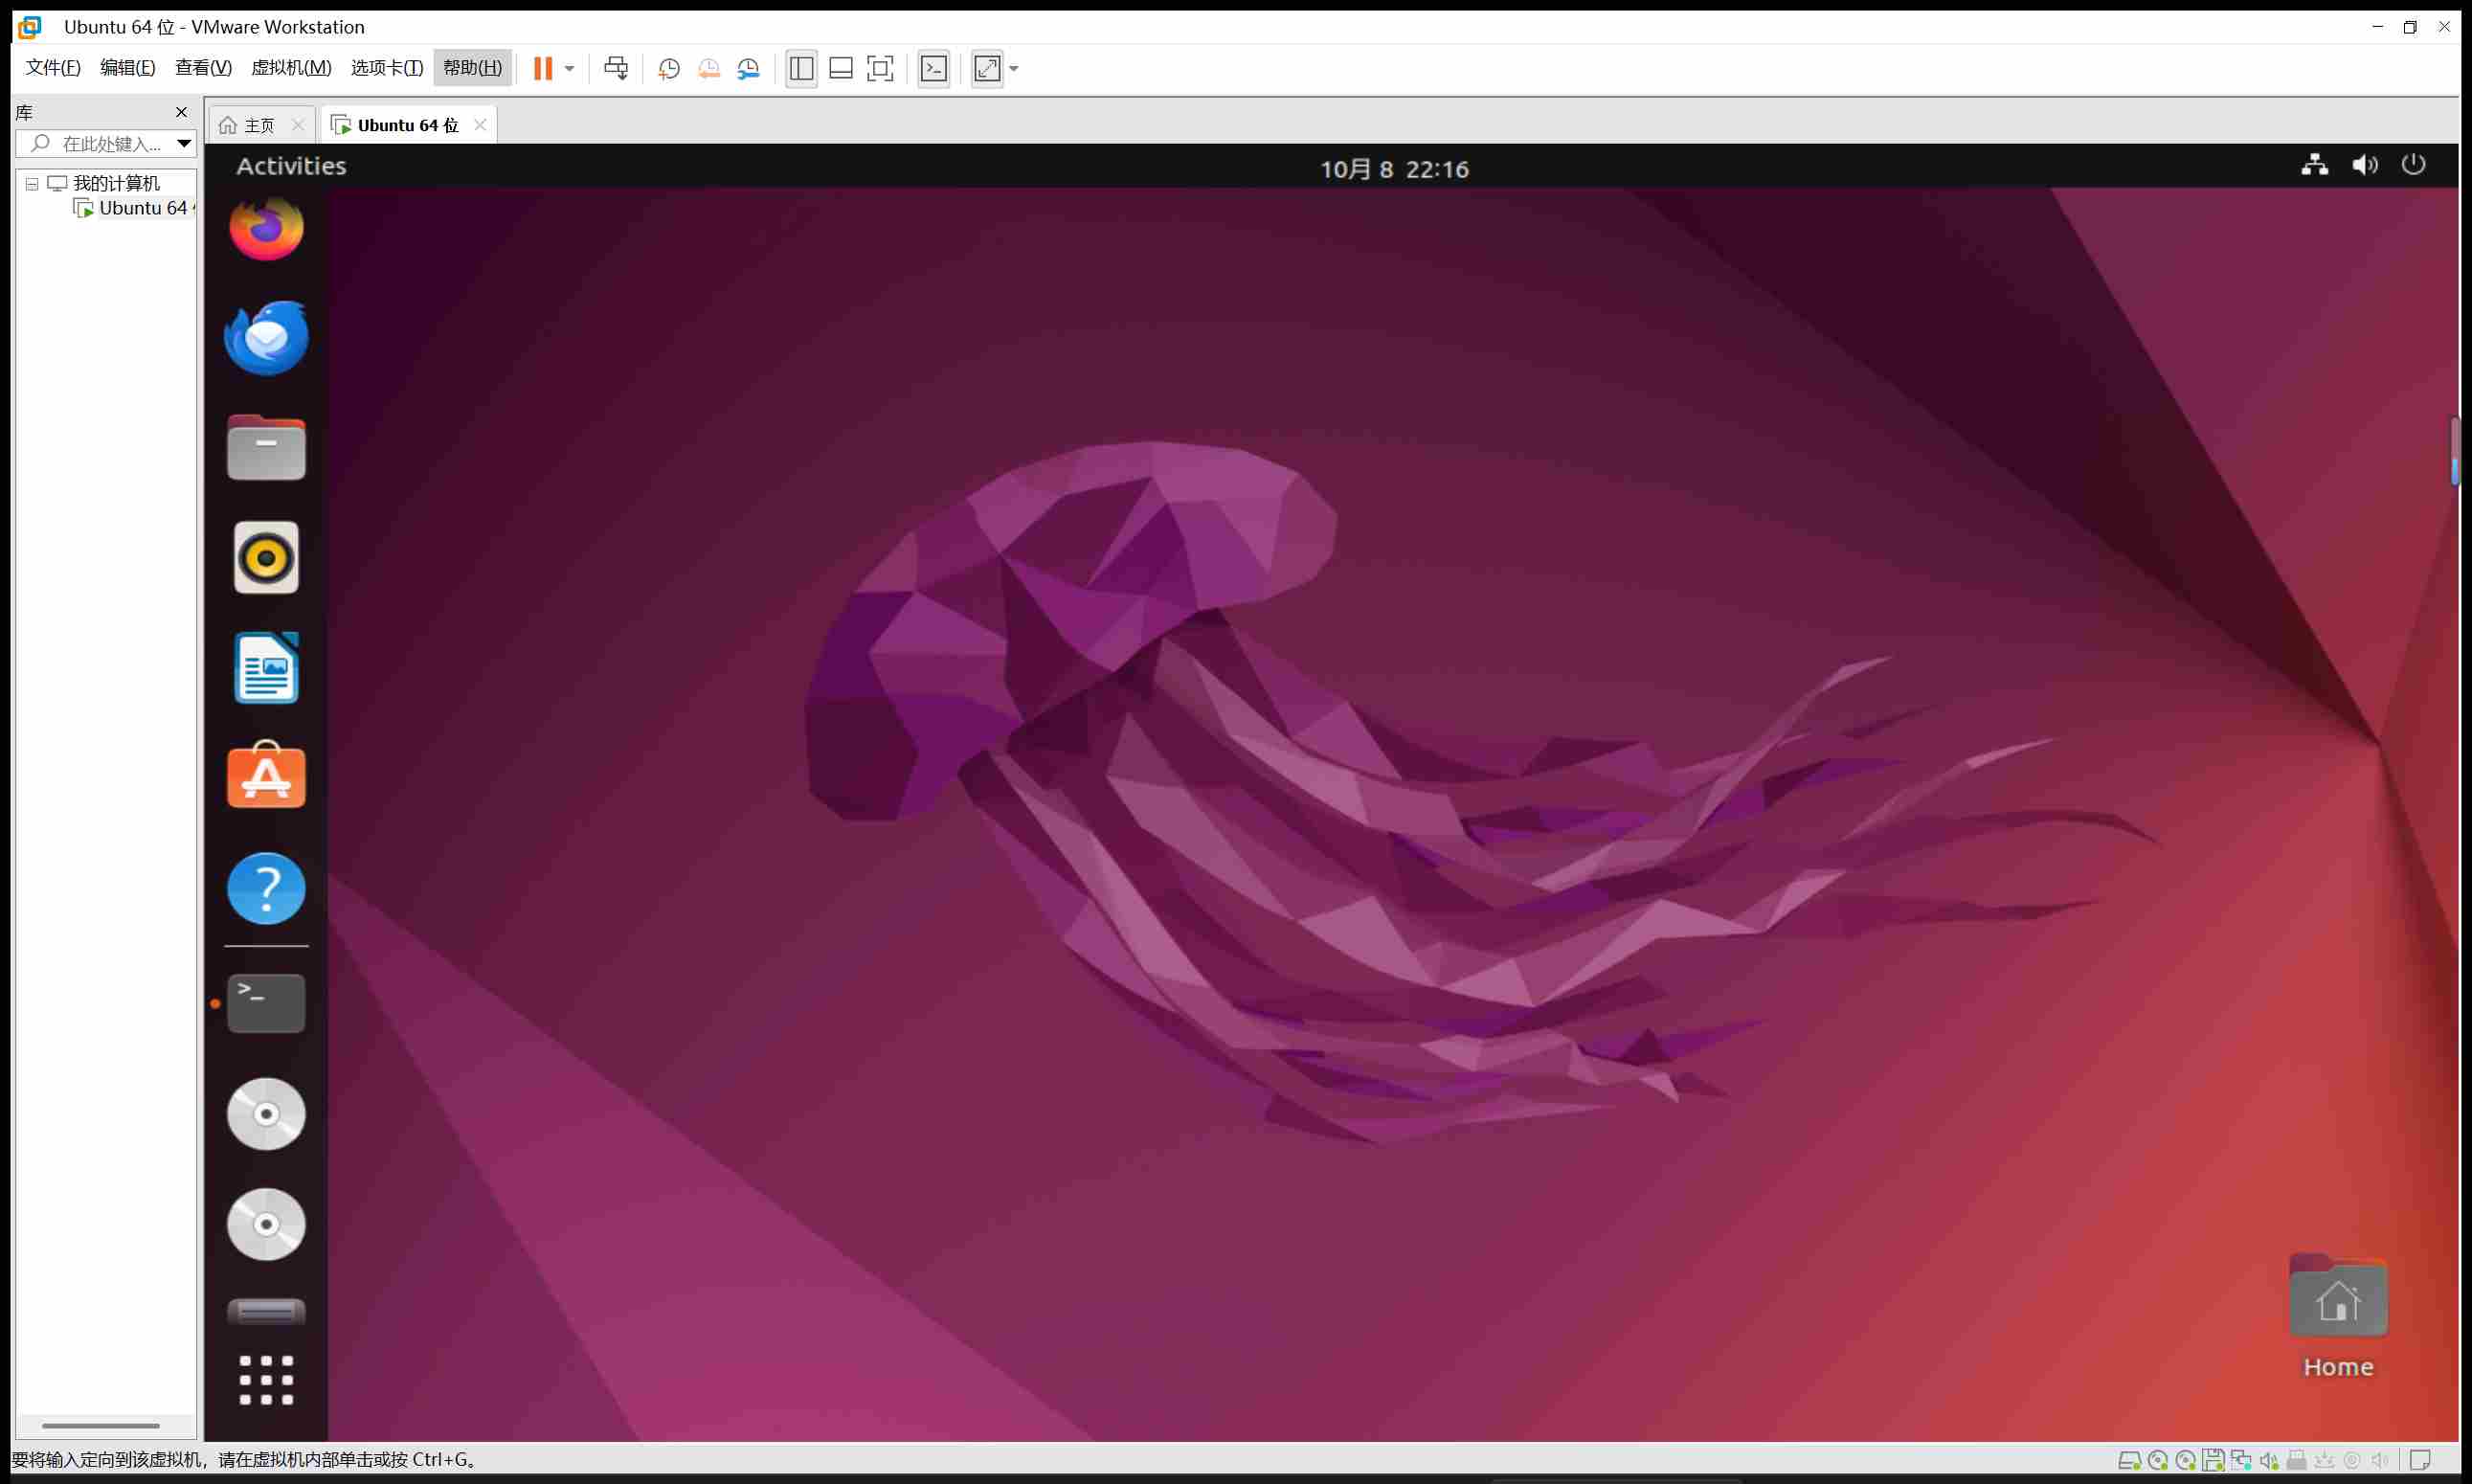 Ubuntu 64 位 - VMware Workstation
文件(F) 编辑(E) 查看(V) 虚拟机(M) 选项卡(T) 帮助(H)
库
主页 Ubuntu 64 位
在此处键入...
Activities 10月 8 22:16
我的计算机
Ubuntu 64
Home
要将输入定向到该虚拟机，请在虚拟机内部单击或按 Ctrl+G。